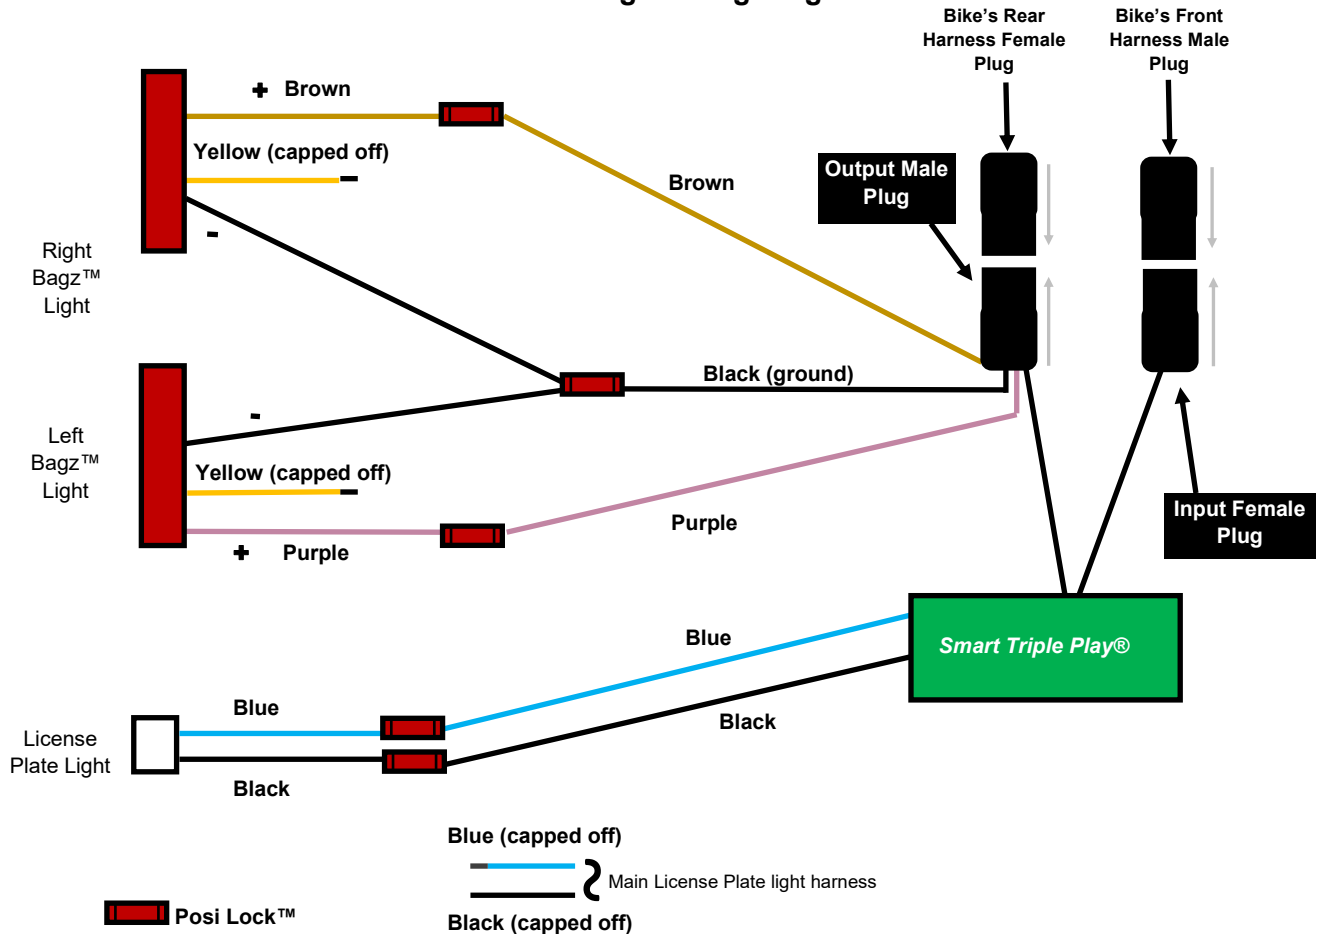 Bike's Rear
Harness Female
Plug
Bike's Front
Harness Male
Plug
+ Brown
Yellow (capped off)
Brown
Output Male
Plug
-
Right
Bagz™
Light
Black (ground)
-
Left
Bagz™
Light
Yellow (capped off)
Purple
+ Purple
Input Female
Plug
Smart Triple Play®
Blue
Blue
Black
License
Plate Light
Black
Blue (capped off)
Main License Plate light harness
Black (capped off)
Posi Lock™